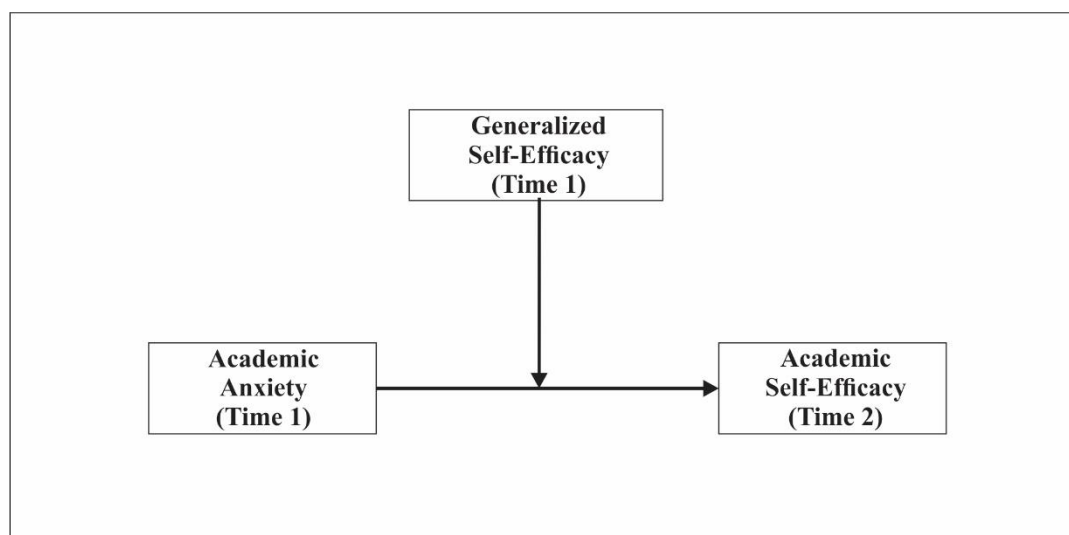 Generalized
Self-Efficacy
(Time 1)
Academic
Anxiety
(Time 1)
Academic
Self-Efficacy
(Time 2)